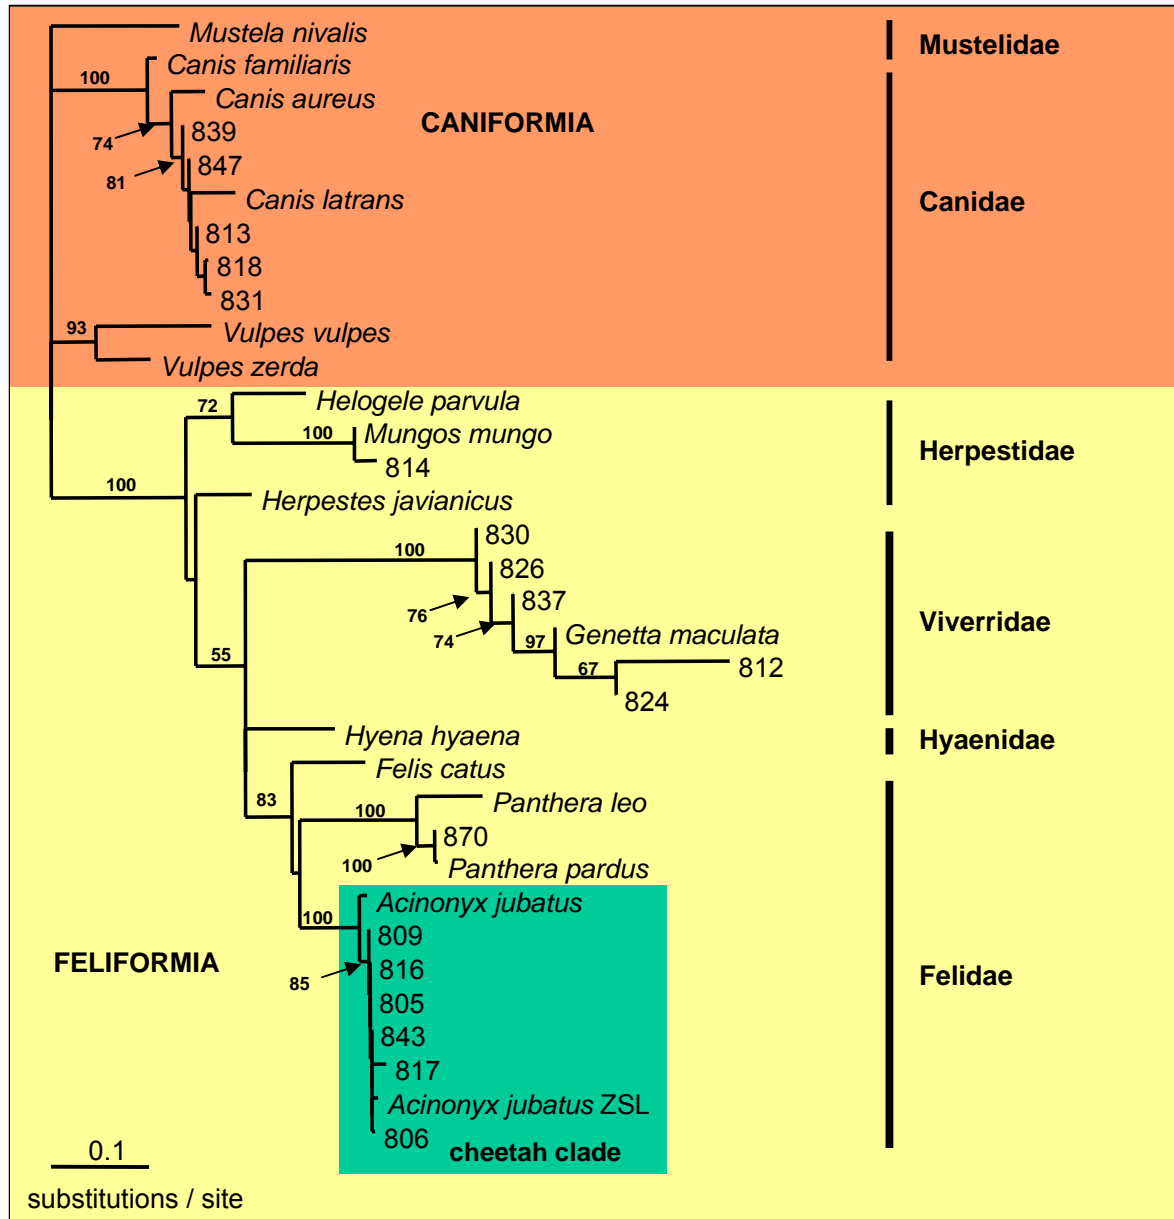 Mustela nivalis
Mustelidae
Canis familiaris
100
Canis aureus
CANIFORMIA
839
74
847
81
Canis latrans
Canidae
813
818
831
93
Vulpes vulpes
Vulpes zerda
Helogele parvula
72
Mungos mungo
100
Herpestidae
814
100
Herpestes javianicus
830
100
826
837
76
Viverridae
Genetta maculata
74
97
55
67
812
824
Hyena hyaena
Hyaenidae
Felis catus
83
Panthera leo
100
870
100
Panthera pardus
Acinonyx jubatus
100
809
FELIFORMIA
816
85
Felidae
805
843
817
Acinonyx jubatus ZSL
806
cheetah clade
0.1
substitutions / site